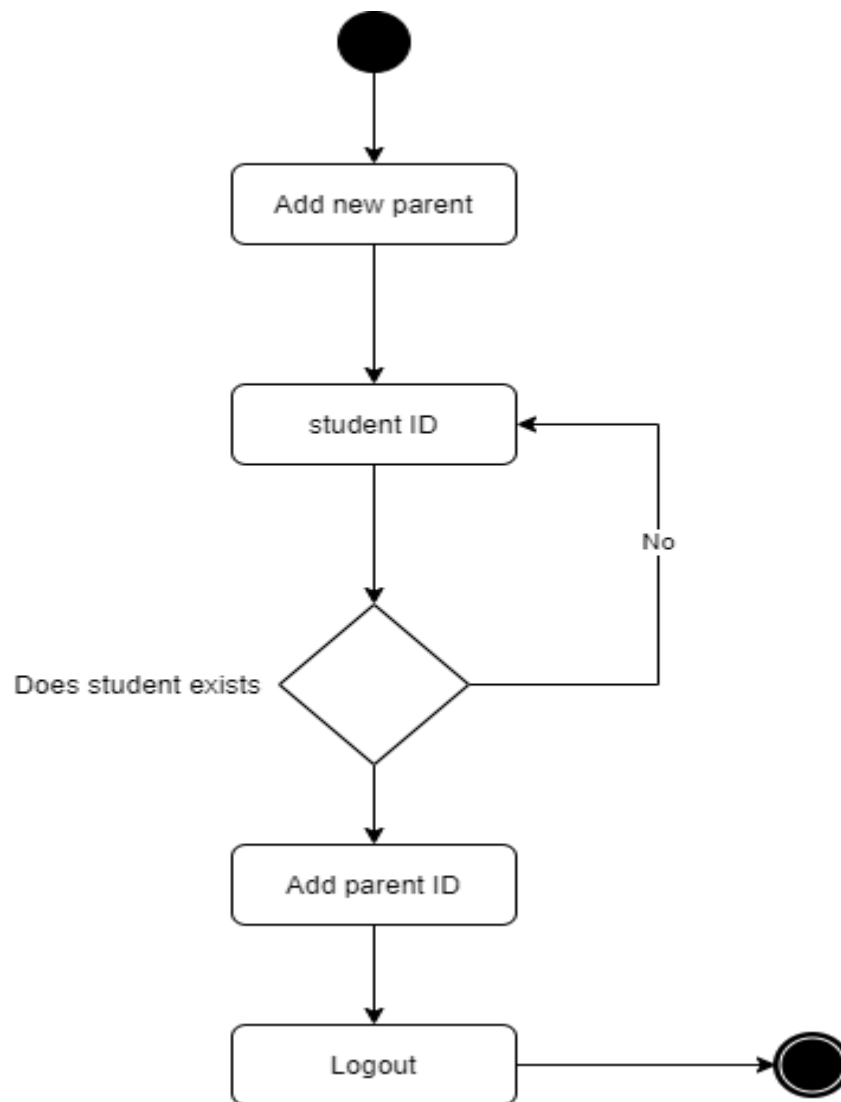 Add new parent
student ID
No
Does student exists
Add parent ID
Logout